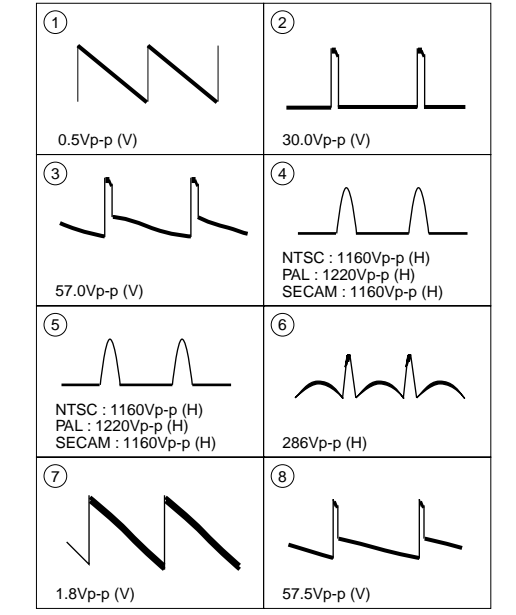 1
0.5Vp-p (V)
2
30.0Vp-p (V)
3
57.0Vp-p (V)
4
NTSC : 1160Vp-p (H)
PAL : 1220Vp-p (H)
SECAM : 1160Vp-p (H)
5
NTSC : 1160Vp-p (H)
PAL : 1220Vp-p (H)
SECAM : 1160Vp-p (H)
6
286Vp-p (H)
7
1.8Vp-p (V)
8
57.5Vp-p (V)